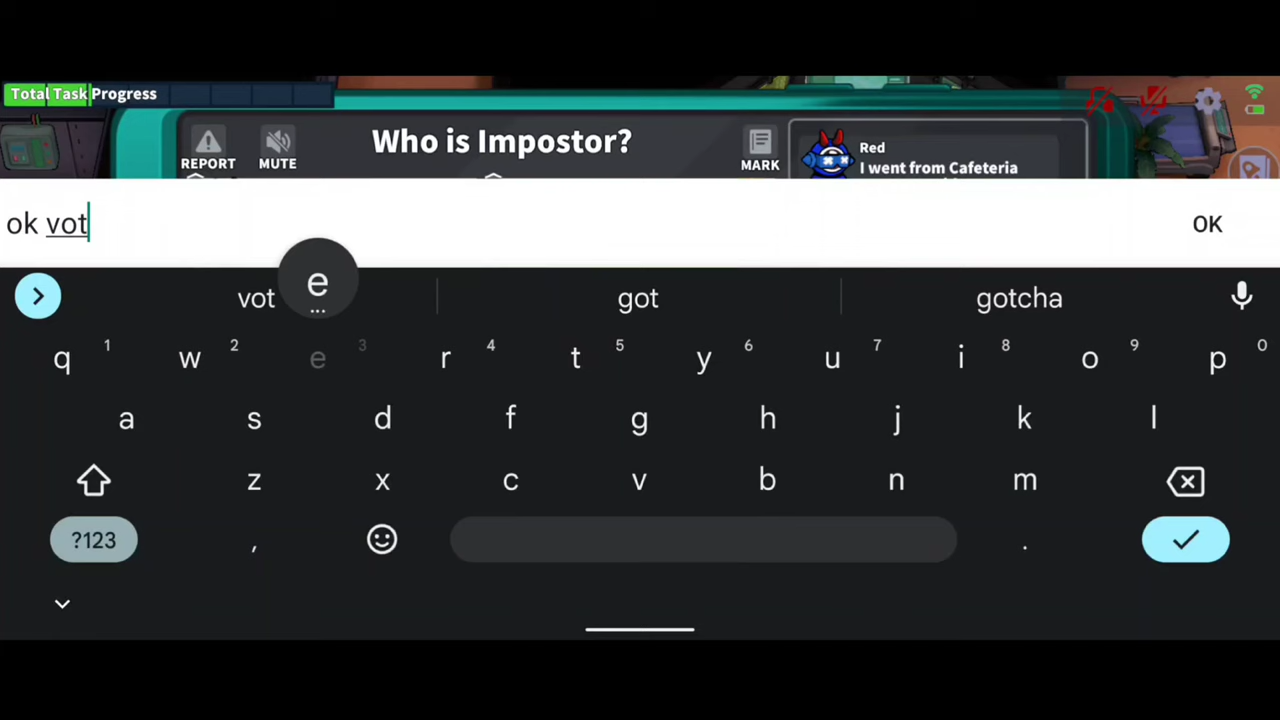 Total Task Progress
REPORT
MUTE
Who is Impostor?
MARK
Red
I went from Cafeteria
ok vot
OK
e
...
vot
got
gotcha
q 1 w 2 e 3 r 4 t 5 y 6 u 7 i 8 o 9 p 0
a s d f g h j k l
z x c v b n m
?123 , .